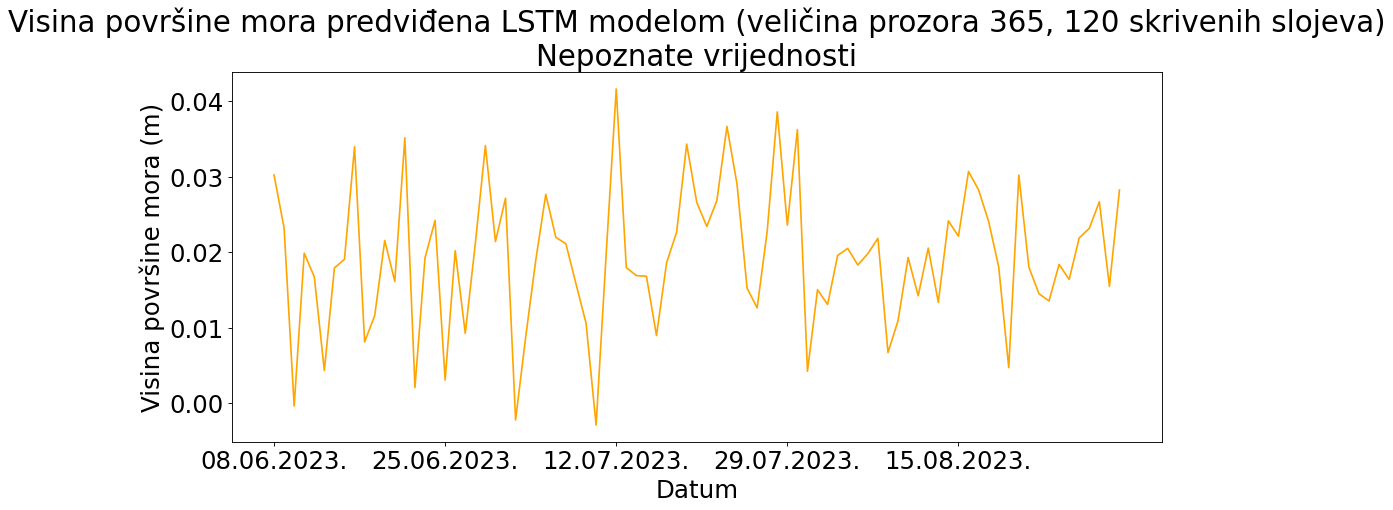 Visina površine mora predviđena LSTM modelom (veličina prozora 365, 120 skrivenih slojeva)
Nepoznate vrijednosti
Visina površine mora (m)
0.04
0.03
0.02
0.01
0.00
08.06.2023. 25.06.2023. 12.07.2023. 29.07.2023. 15.08.2023.
Datum